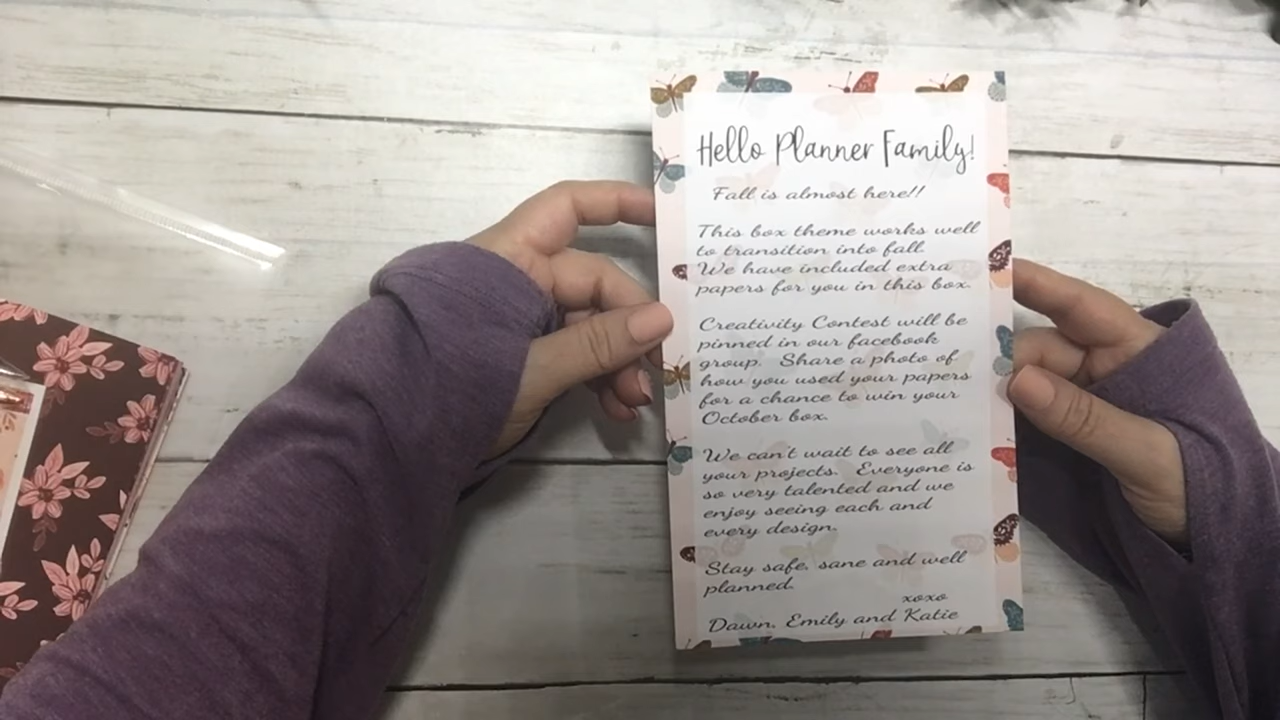 Hello Planner Family!
Fall is almost here!!
This box theme works well
to transition into fall.
We have included extra
papers for you in this box.
Creativity Contest will be
pinned in our facebook
group. Share a photo of
how you used your papers
for a chance to win your
October box.
We can't wait to see all
your projects. Everyone is
so very talented and we
enjoy seeing each and
every design.
Stay safe, sane and well
planned.
xoxo
Dawn, Emily and Katie